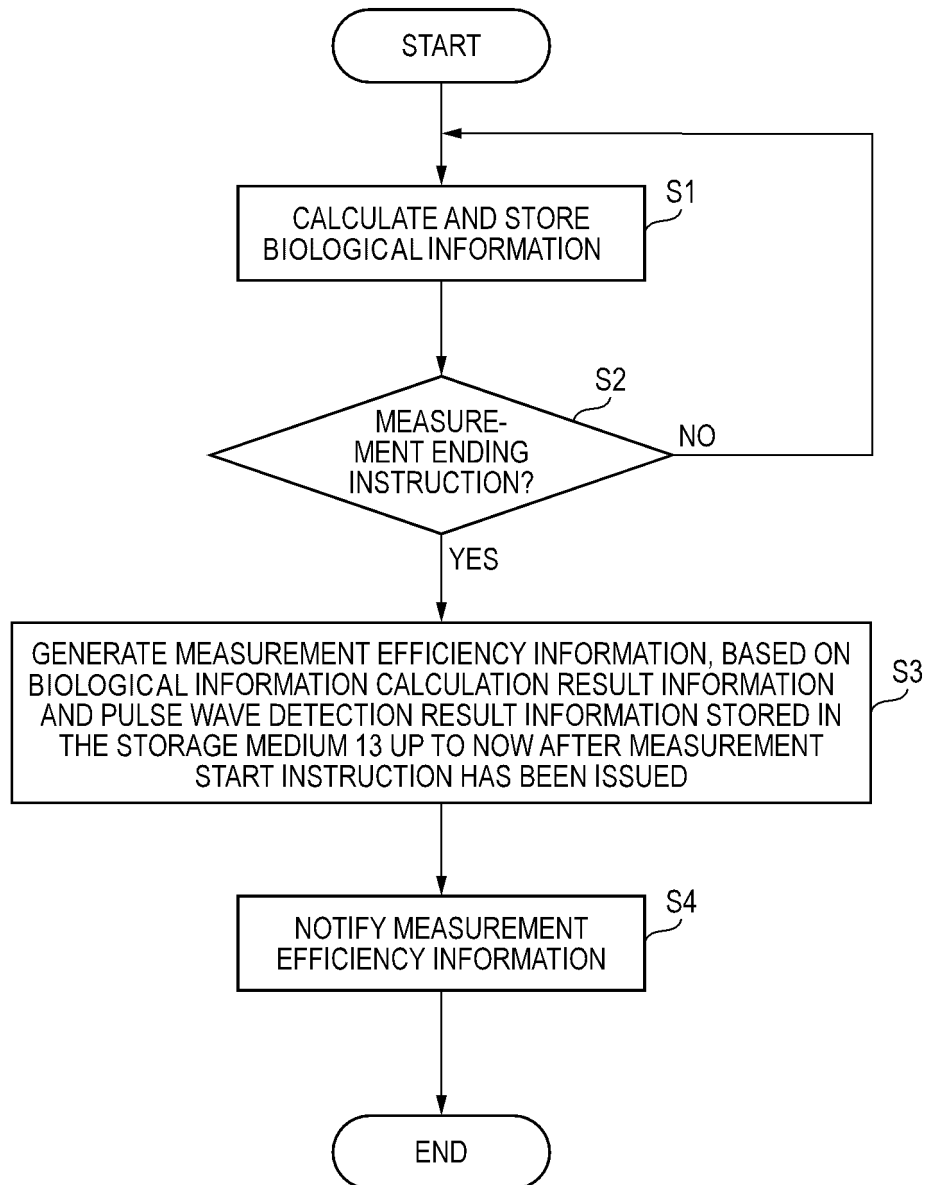 START
S1
CALCULATE AND STORE
BIOLOGICAL INFORMATION
S2
MEASURE-
MENT ENDING
INSTRUCTION?
NO
YES
S3
GENERATE MEASUREMENT EFFICIENCY INFORMATION, BASED ON
BIOLOGICAL INFORMATION CALCULATION RESULT INFORMATION
AND PULSE WAVE DETECTION RESULT INFORMATION STORED IN
THE STORAGE MEDIUM 13 UP TO NOW AFTER MEASUREMENT
START INSTRUCTION HAS BEEN ISSUED
S4
NOTIFY MEASUREMENT
EFFICIENCY INFORMATION
END